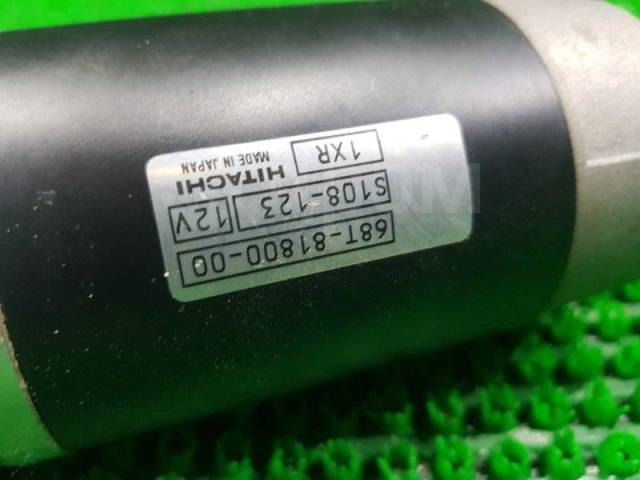 68T-81800-00
S108-123 12V
HITACHI
MADE IN JAPAN
1XR